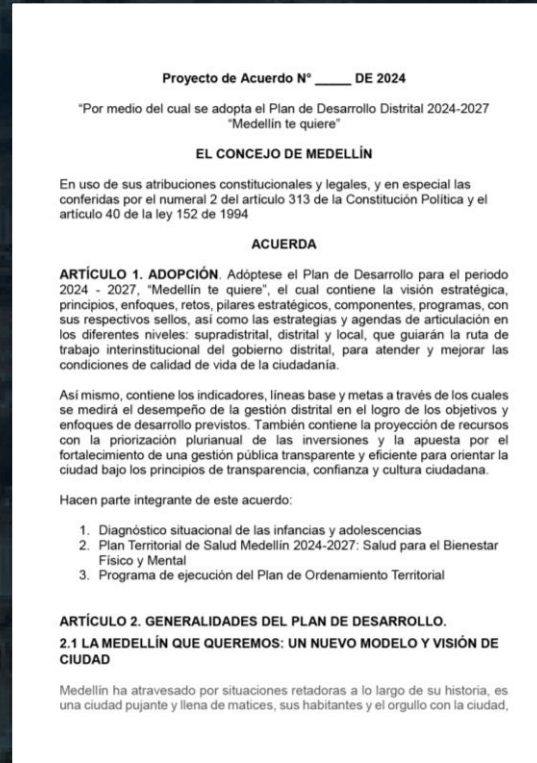 Proyecto de Acuerdo N° _____ DE 2024
“Por medio del cual se adopta el Plan de Desarrollo Distrital 2024-2027
“Medellín te quiere”
EL CONCEJO DE MEDELLÍN
En uso de sus atribuciones constitucionales y legales, y en especial las
conferidas por el numeral 2 del artículo 313 de la Constitución Política y el
artículo 40 de la ley 152 de 1994
ACUERDA
ARTÍCULO 1. ADOPCIÓN. Adóptese el Plan de Desarrollo para el periodo
2024 - 2027, “Medellín te quiere”, el cual contiene la visión estratégica,
principios, enfoques, retos, pilares estratégicos, componentes, programas, con
sus respectivos sellos, así como las estrategias y agendas de articulación en
los diferentes niveles: supradistrital, distrital y local, que guiarán la ruta de
trabajo interinstitucional del gobierno distrital, para atender y mejorar las
condiciones de calidad de vida de la ciudadanía.
Así mismo, contiene los indicadores, líneas base y metas a través de los cuales
se medirá el desempeño de la gestión distrital en el logro de los objetivos y
enfoques de desarrollo previstos. También contiene la proyección de recursos
con la priorización plurianual de las inversiones y la apuesta por el
fortalecimiento de una gestión pública transparente y eficiente para orientar la
ciudad bajo los principios de transparencia, confianza y cultura ciudadana.
Hacen parte integrante de este acuerdo:
1. Diagnóstico situacional de las infancias y adolescencias
2. Plan Territorial de Salud Medellín 2024-2027: Salud para el Bienestar
Físico y Mental
3. Programa de ejecución del Plan de Ordenamiento Territorial
ARTÍCULO 2. GENERALIDADES DEL PLAN DE DESARROLLO.
2.1 LA MEDELLÍN QUE QUEREMOS: UN NUEVO MODELO Y VISIÓN DE
CIUDAD
Medellín ha atravesado por situaciones retadoras a lo largo de su historia, es
una ciudad pujante y llena de matices, sus habitantes y el orgullo con la ciudad,